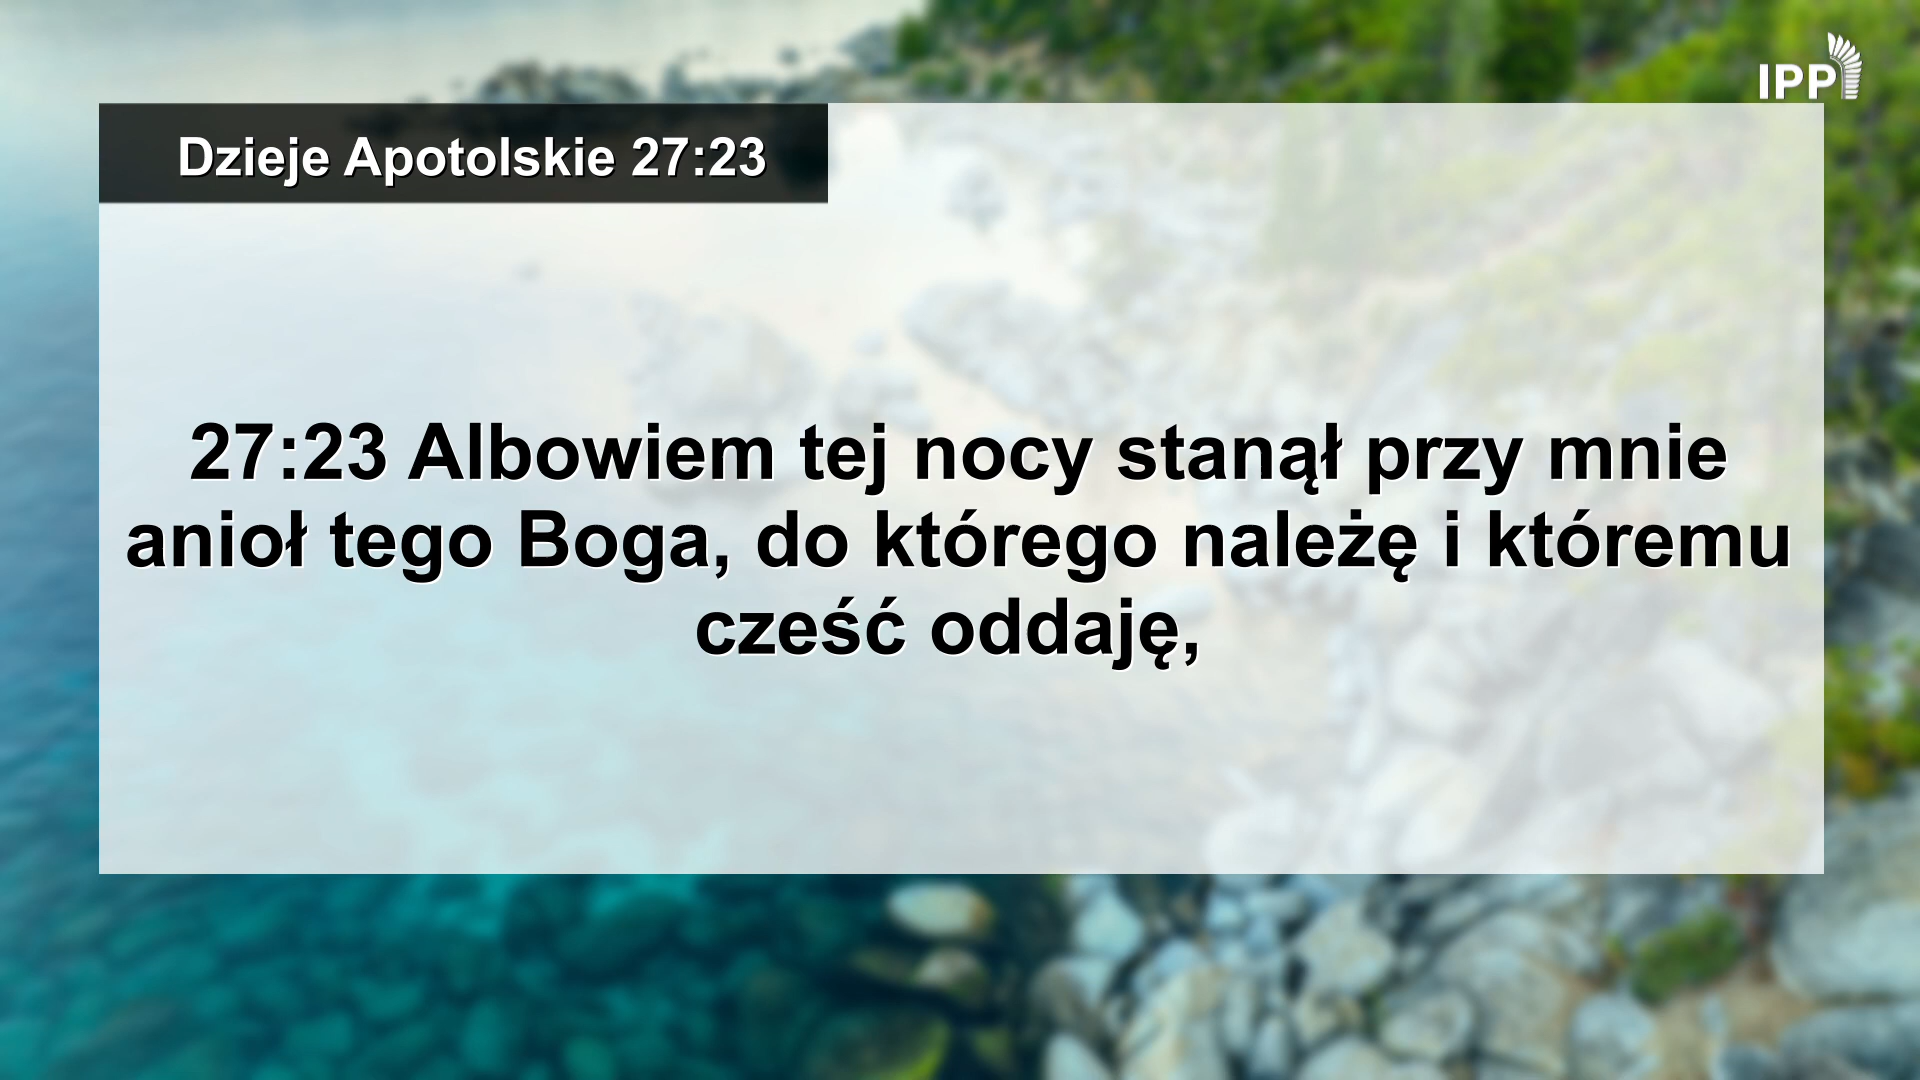 IPP
Dzieje Apotolskie 27:23
27:23 Albowiem tej nocy stanął przy mnie
anioł tego Boga, do którego należę i któremu
cześć oddaję,